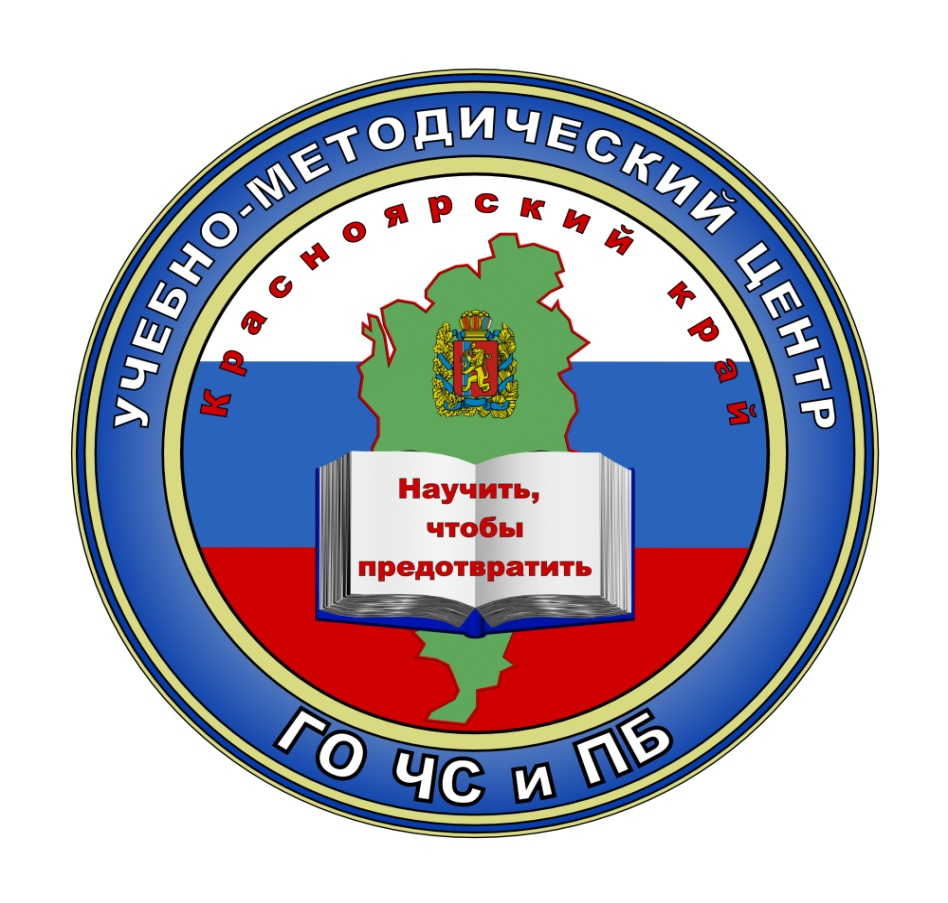 УЧЕБНО-МЕТОДИЧЕСКИЙ ЦЕНТР
Красноярский край
Научить,
чтобы
предотвратить
ГО ЧС и ПБ